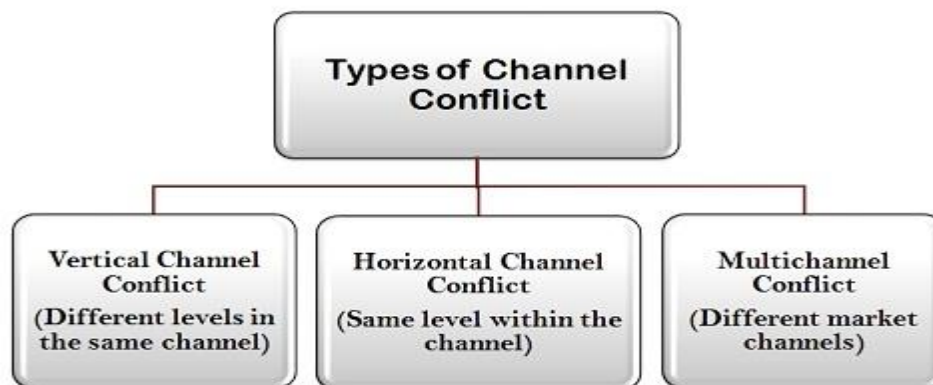 Types of Channel
Conflict
Vertical Channel
Conflict
(Different levels in
the same channel)
Horizontal Channel
Conflict
(Same level within the
channel)
Multichannel
Conflict
(Different market
channels)